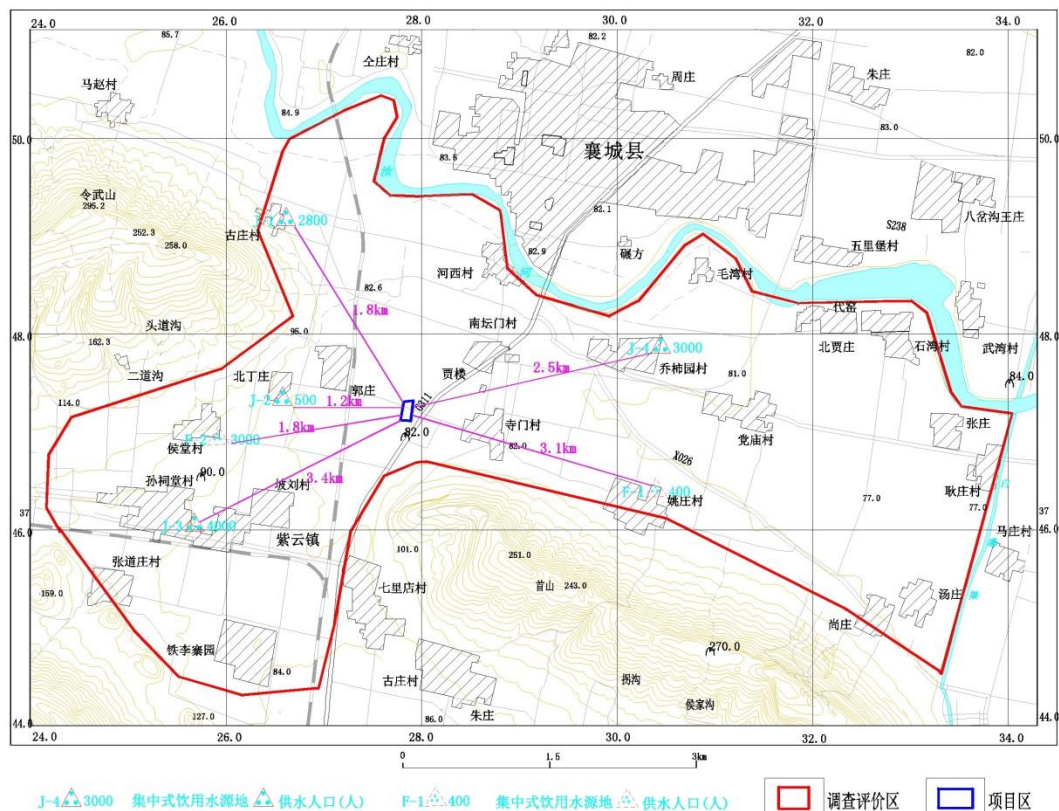 24.0 26.0 28.0 30.0 32.0 34.0
85.7
仝庄村
82.2
周庄
朱庄
82.0
马赵村
84.9
83.0
50.0 50.0
83.5
襄城县
汝
令武山
295.2
252.3
258.0
J-1 2800
古庄村
82.1
S238
八岔沟王庄
碾方
五里堡村
河西村
82.9
河
毛湾村
82.6
头道沟
1.8km
代窑
48.0 48.0
95.0
南坛门村
162.3
J-4 3000
北贾庄
石湾村
武湾村
二道沟
2.5km
乔柿园村
84.0
北丁庄
郭庄
贾楼
81.0
J-2 500
1.2km
G311
114.0
寺门村
张庄
侯堂村
3000
1.8km
82.0
82.0
党庙村
3.1km
X026
孙祠堂村
90.0
3.4km
坡刘村
F-1 400
姚庄村
77.0
耿庄村
77.0
37 37
46.0 46.0
J-3 4000
紫云镇
马庄村
张道庄村
101.0
251.0
首山
243.0
159.0
七里店村
汤庄
尚庄
铁李寨园
270.0
84.0
古庄村
拐沟
侯家沟
127.0
86.0
朱庄
44.0 44.0
24.0 26.0 28.0 30.0 32.0 34.0
0 1.5 3km
J-4 3000 集中式饮用水源地 供水人口(人) F-1 400 集中式饮用水源地 供水人口(人) 调查评价区 项目区